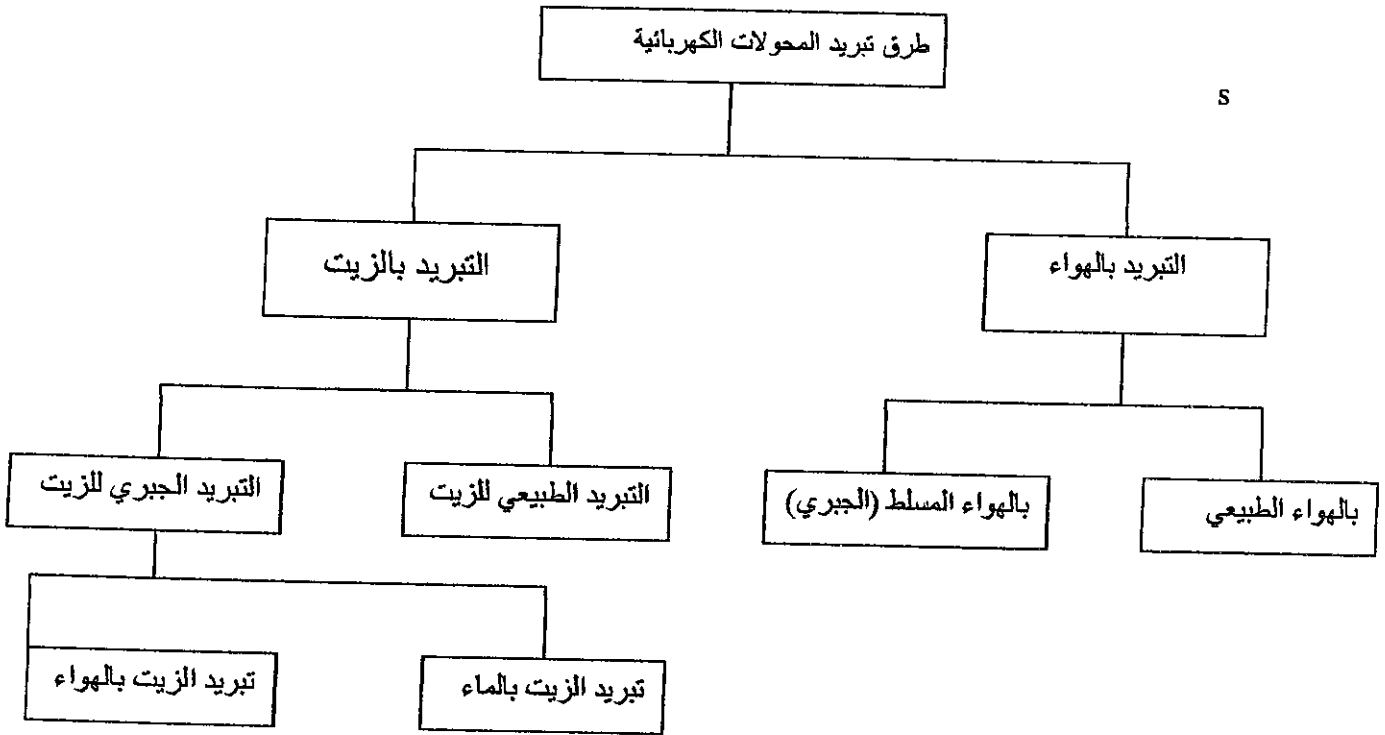 طرق تبريد المحولات الكهربائية
s
التبريد بالهواء
التبريد بالزيت
بالهواء الطبيعي
بالهواء المسلط (الجبري)
التبريد الطبيعي للزيت
التبريد الجبري للزيت
تبريد الزيت بالماء
تبريد الزيت بالهواء